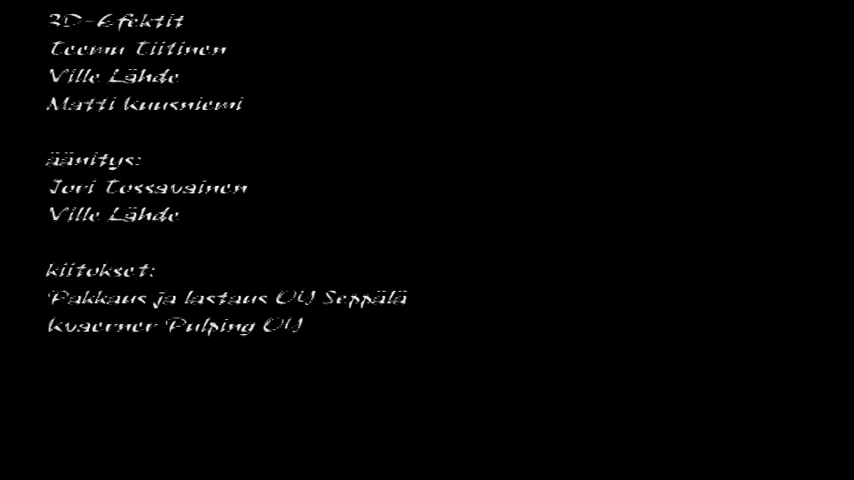 3D-Efektit
Teemu Tiitinen
Ville Lähde
Matti Kuusniemi
äänitys:
Jori Tossavainen
Ville Lähde
kiitokset:
Pakkaus ja lastaus OY Seppälä
Kvaerner Pulping OY